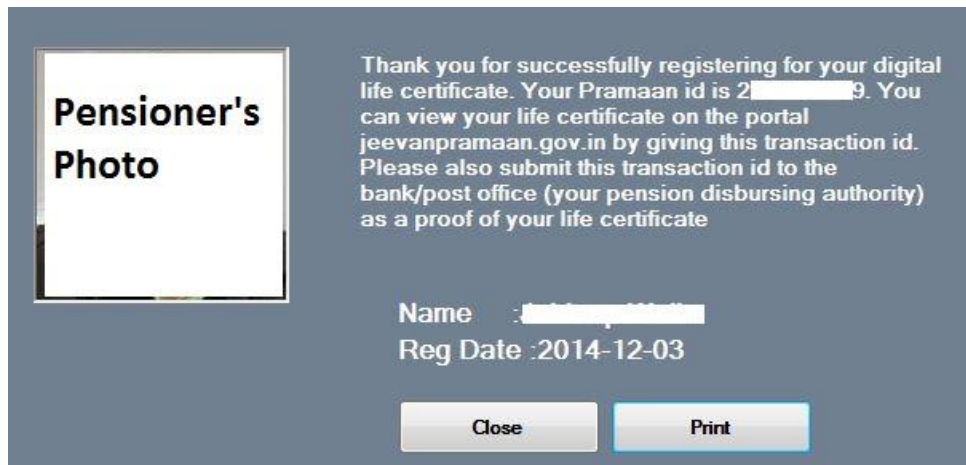 Pensioner's
Photo
Thank you for successfully registering for your digital
life certificate. Your Pramaan id is 2 9. You
can view your life certificate on the portal
jeevanpramaan.gov.in by giving this transaction id.
Please also submit this transaction id to the
bank/post office (your pension disbursing authority)
as a proof of your life certificate
Name :
Reg Date :2014-12-03
Close Print